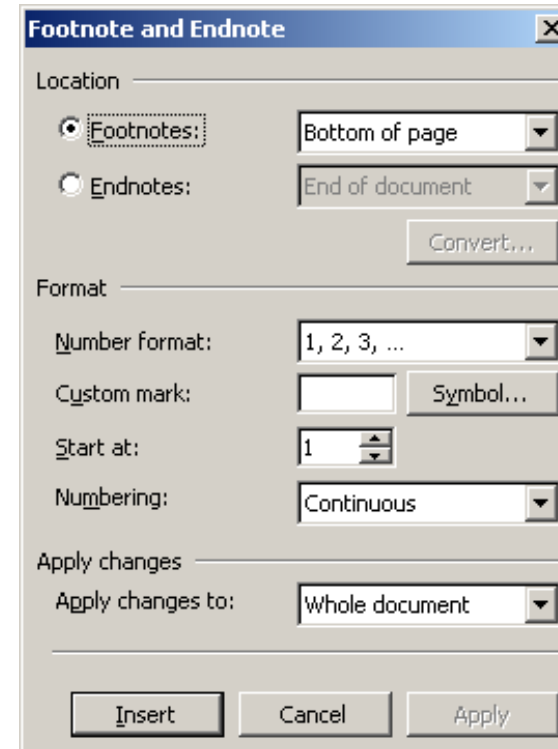 Footnote and Endnote
Location
Footnotes: Bottom of page
Endnotes: End of document
Convert...
Format
Number format: 1, 2, 3, ...
Custom mark: Symbol...
Start at: 1
Numbering: Continuous
Apply changes
Apply changes to: Whole document
Insert Cancel Apply